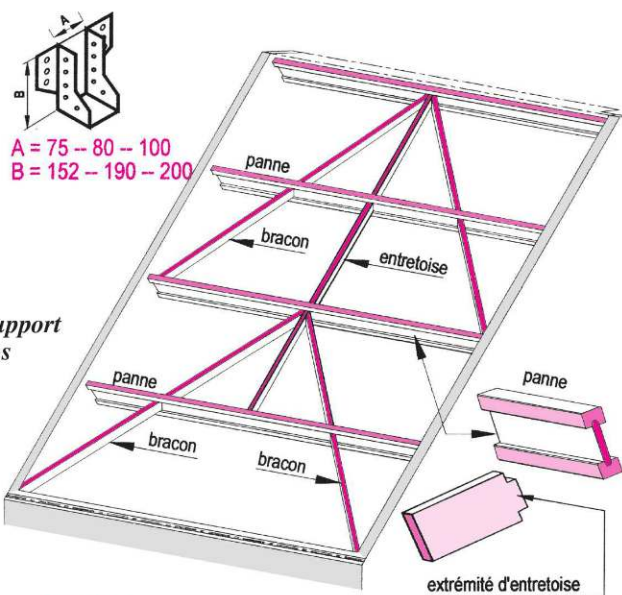 A
B
A = 75 -- 80 -- 100
B = 152 -- 190 -- 200
panne
bracon
entretoise
s
panne
panne
bracon
bracon
extrémité d'entretoise